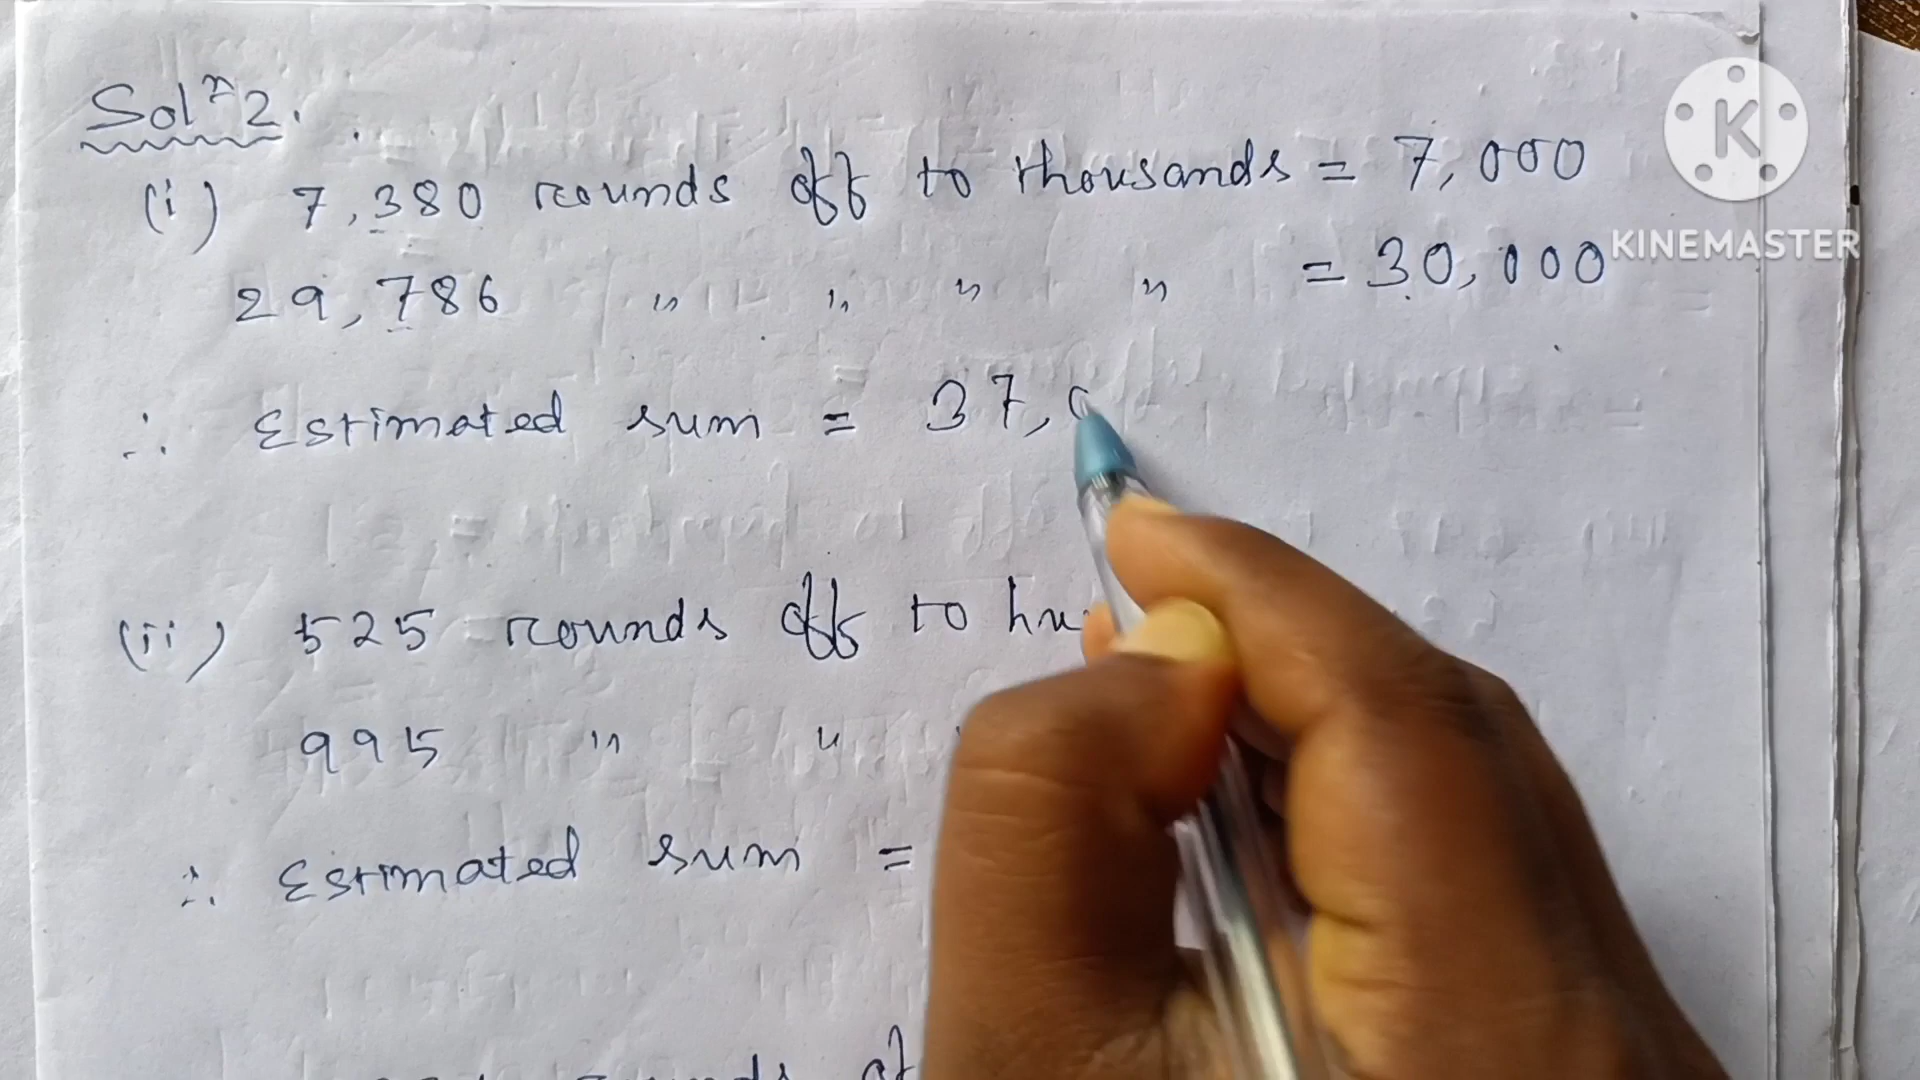 Solⁿ 2.
(i) 7,380 rounds off to thousands = 7,000
29,786 " " " " = 30,000
∴ Estimated sum = 37,
(ii) 525 rounds off to
995 " "
∴ Estimated sum =
rounds
K
KINEMASTER